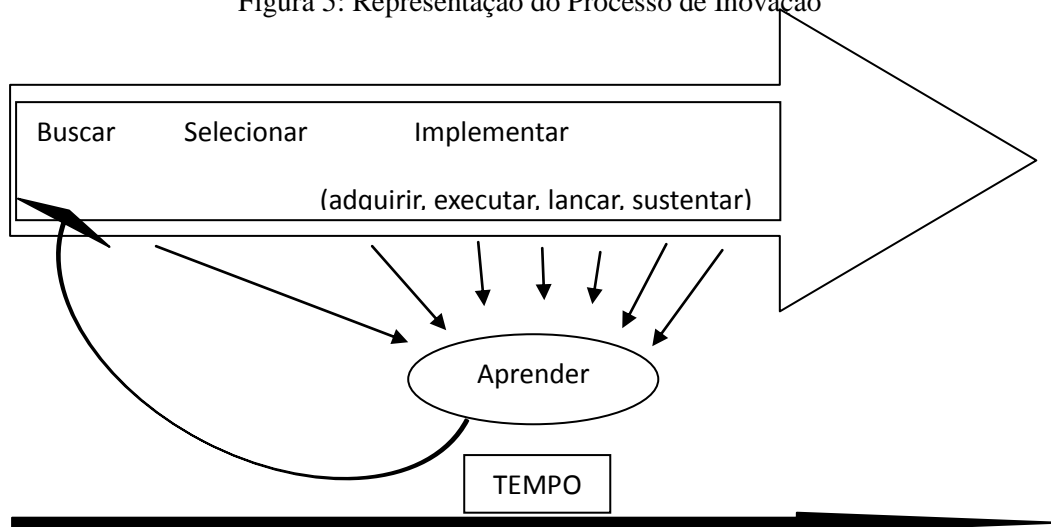 Figura 5: Representação do Processo de Inovação
Buscar Selecionar Implementar
(adquirir, executar, lançar, sustentar)
Aprender
TEMPO